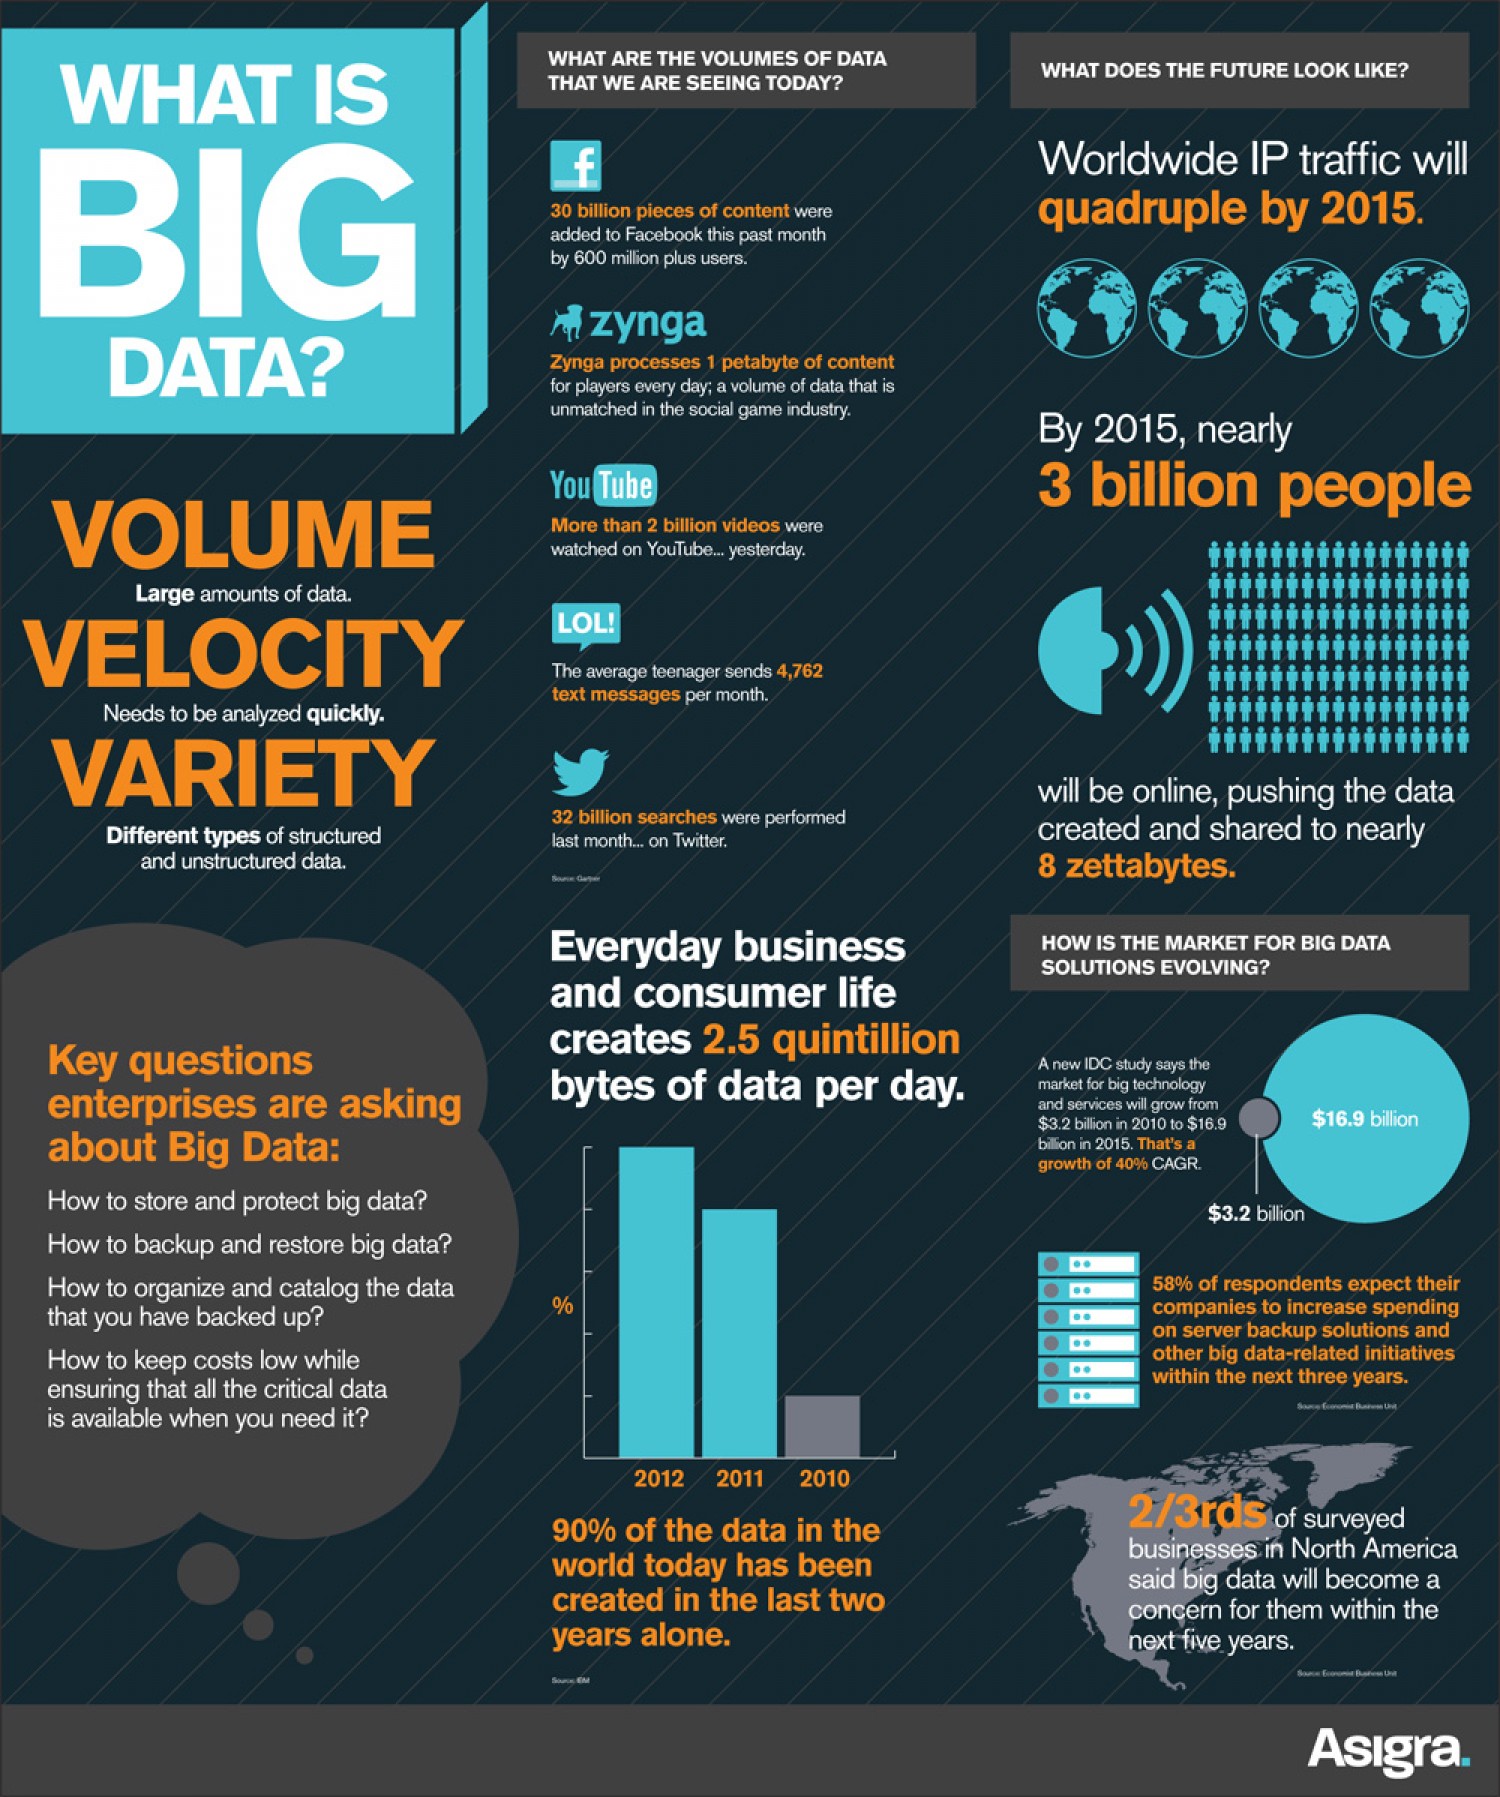 WHAT IS
BIG
DATA?
VOLUME
Large amounts of data.
VELOCITY
Needs to be analyzed quickly.
VARIETY
Different types of structured
and unstructured data.
Key questions
enterprises are asking
about Big Data:
How to store and protect big data?
How to backup and restore big data?
How to organize and catalog the data
that you have backed up?
How to keep costs low while
ensuring that all the critical data
is available when you need it?
WHAT ARE THE VOLUMES OF DATA
THAT WE ARE SEEING TODAY?
f
30 billion pieces of content were
added to Facebook this past month
by 600 million plus users.
zynga
Zynga processes 1 petabyte of content
for players every day; a volume of data that is
unmatched in the social game industry.
YouTube
More than 2 billion videos were
watched on YouTube... yesterday.
LOL!
The average teenager sends 4,762
text messages per month.
32 billion searches were performed
last month... on Twitter.
Source: Gartner
Everyday business
and consumer life
creates 2.5 quintillion
bytes of data per day.
%
2012 2011 2010
90% of the data in the
world today has been
created in the last two
years alone.
Source: IBM
WHAT DOES THE FUTURE LOOK LIKE?
Worldwide IP traffic will
quadruple by 2015.
By 2015, nearly
3 billion people
will be online, pushing the data
created and shared to nearly
8 zettabytes.
HOW IS THE MARKET FOR BIG DATA
SOLUTIONS EVOLVING?
A new IDC study says the
market for big technology
and services will grow from
$3.2 billion in 2010 to $16.9
billion in 2015. That's a
growth of 40% CAGR.
$16.9 billion
$3.2 billion
58% of respondents expect their
companies to increase spending
on server backup solutions and
other big data-related initiatives
within the next three years.
Source: Economist Business Unit
2/3rds of surveyed
businesses in North America
said big data will become a
concern for them within the
next five years.
Source: Economist Business Unit
Asigra.